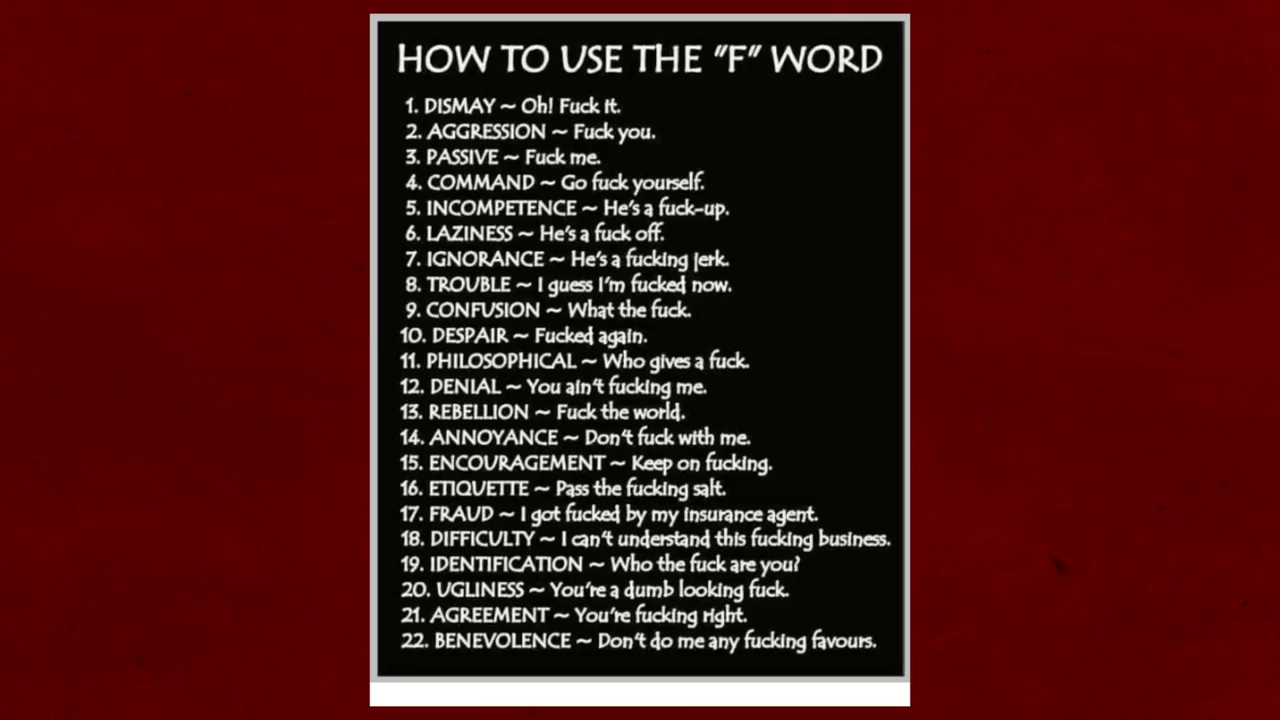 HOW TO USE THE "F" WORD
1. DISMAY ~ Oh! Fuck it.
2. AGGRESSION ~ Fuck you.
3. PASSIVE ~ Fuck me.
4. COMMAND ~ Go fuck yourself.
5. INCOMPETENCE ~ He's a fuck-up.
6. LAZINESS ~ He's a fuck off.
7. IGNORANCE ~ He's a fucking jerk.
8. TROUBLE ~ I guess I'm fucked now.
9. CONFUSION ~ What the fuck.
10. DESPAIR ~ Fucked again.
11. PHILOSOPHICAL ~ Who gives a fuck.
12. DENIAL ~ You ain't fucking me.
13. REBELLION ~ Fuck the world.
14. ANNOYANCE ~ Don't fuck with me.
15. ENCOURAGEMENT ~ Keep on fucking.
16. ETIQUETTE ~ Pass the fucking salt.
17. FRAUD ~ I got fucked by my insurance agent.
18. DIFFICULTY ~ I can't understand this fucking business.
19. IDENTIFICATION ~ Who the fuck are you?
20. UGLINESS ~ You're a dumb looking fuck.
21. AGREEMENT ~ You're fucking right.
22. BENEVOLENCE ~ Don't do me any fucking favours.